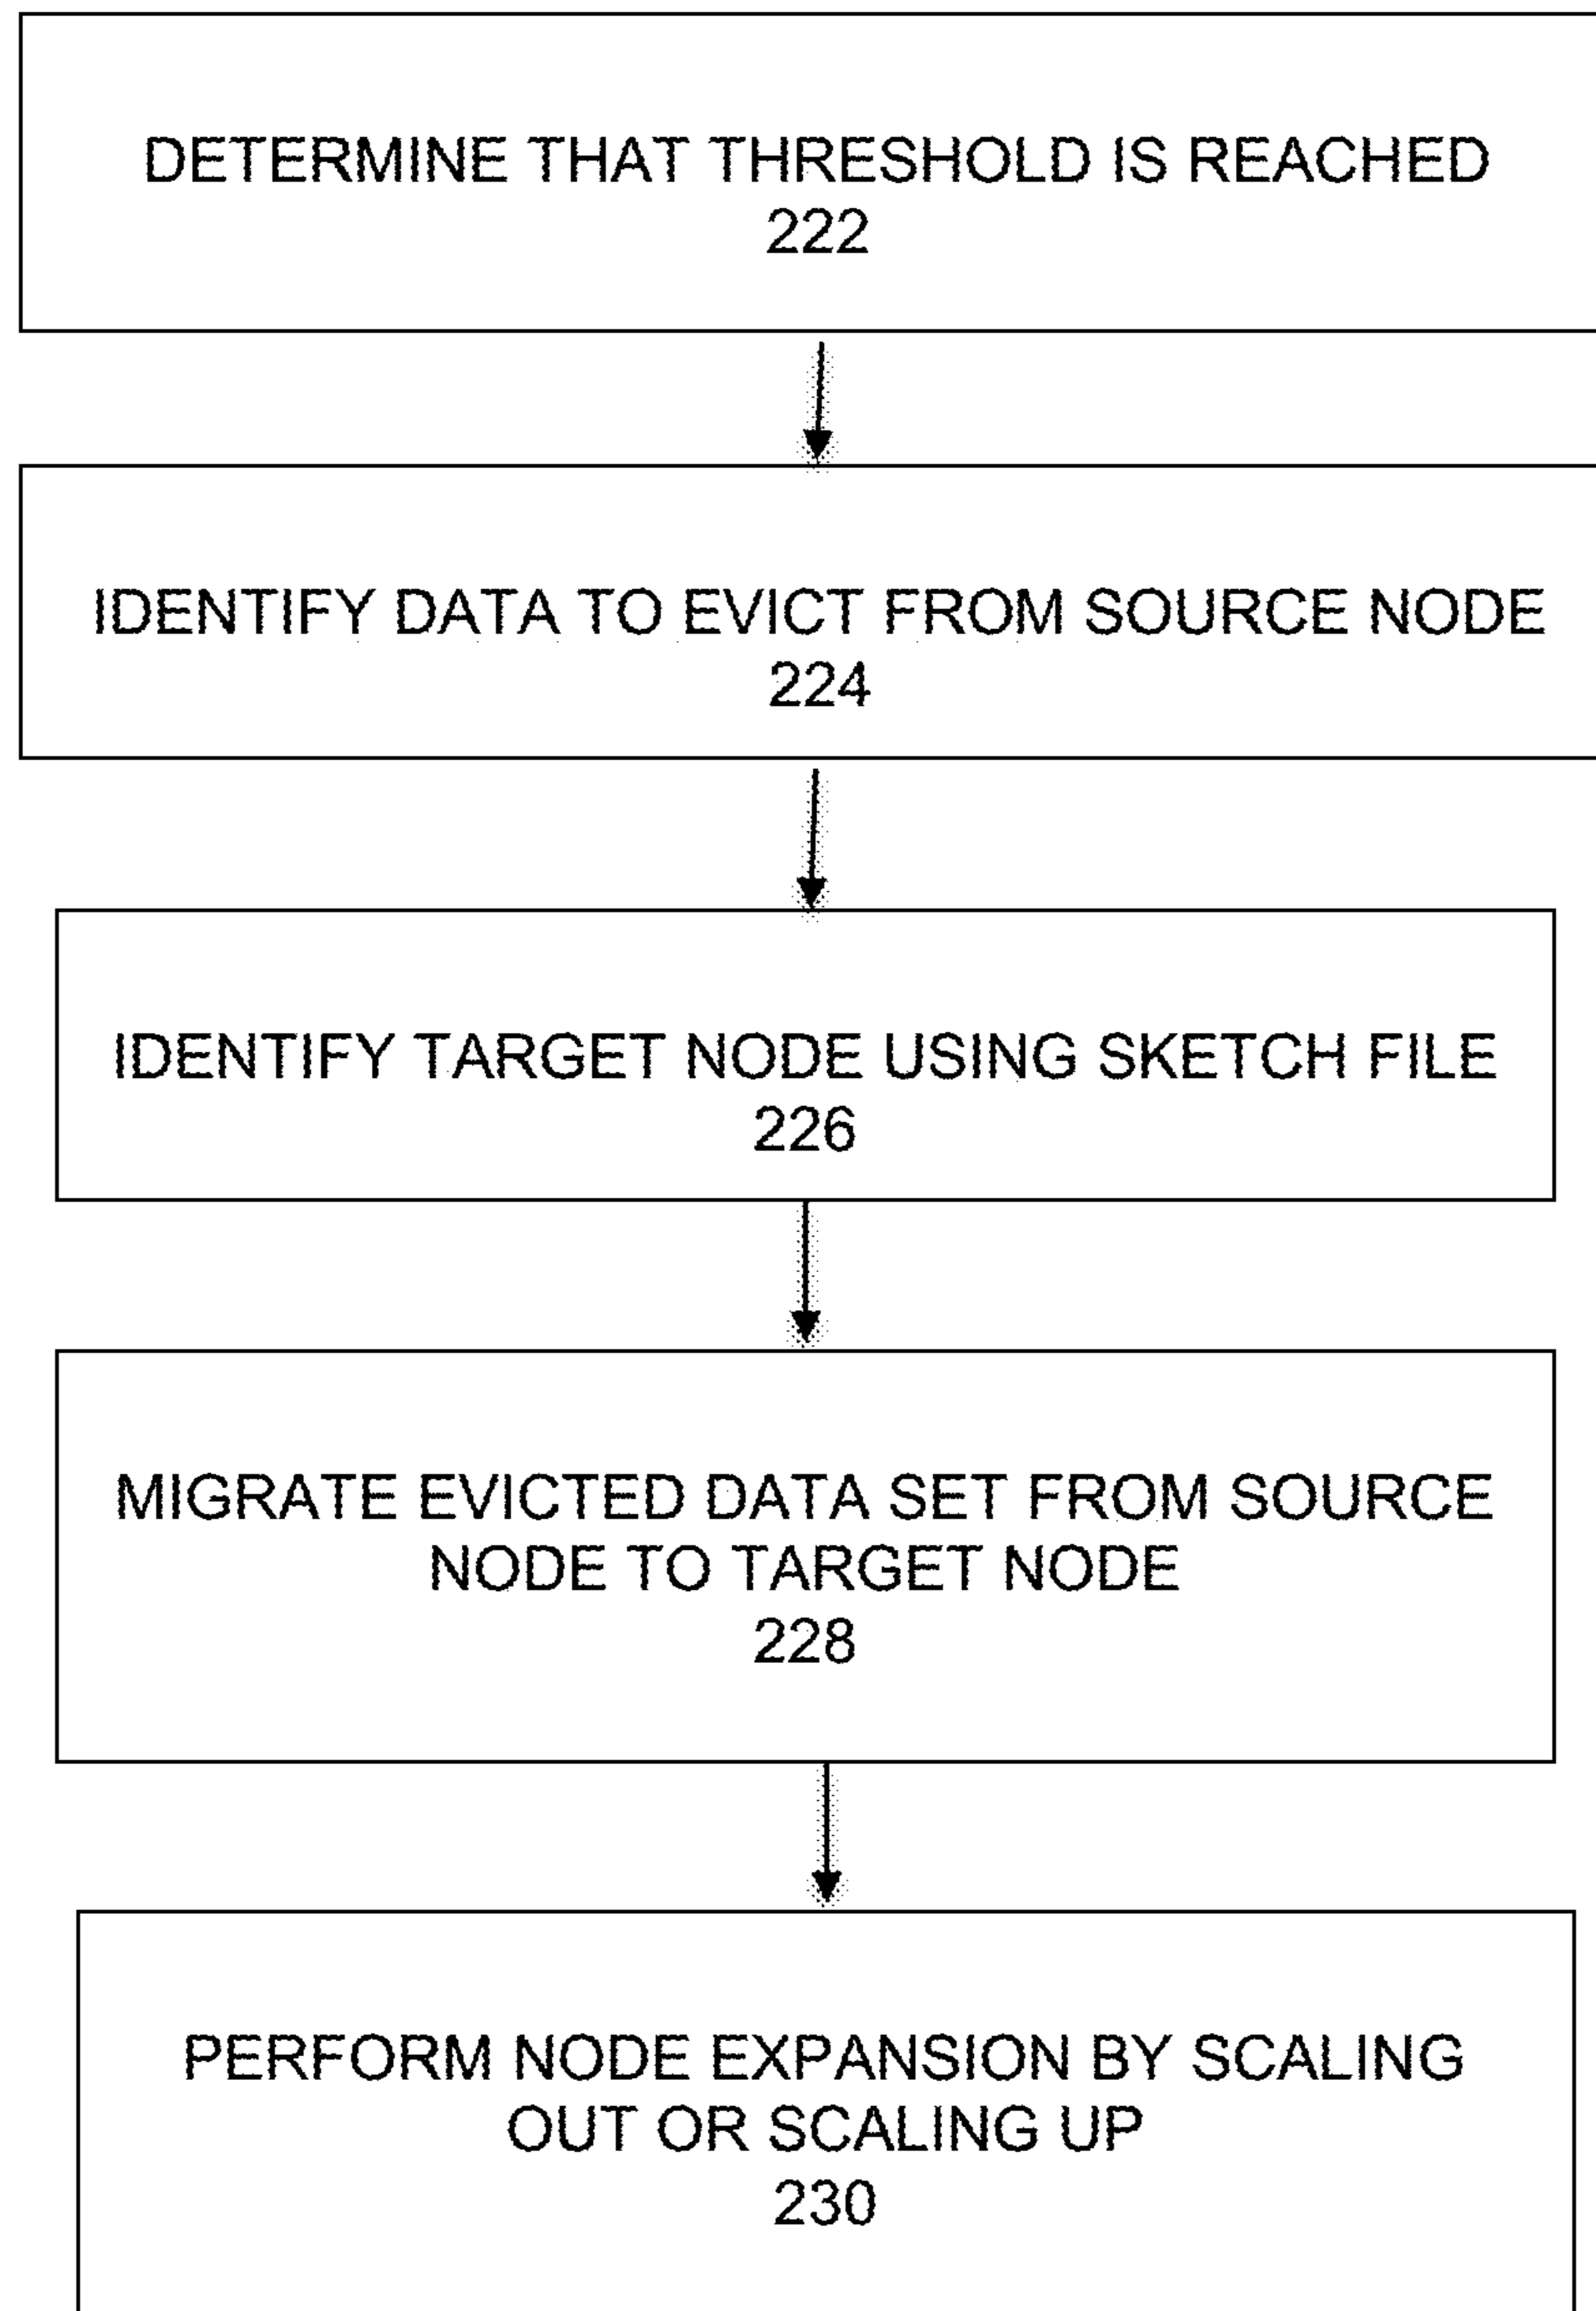 DETERMINE THAT THRESHOLD IS REACHED
222
IDENTIFY DATA TO EVICT FROM SOURCE NODE
224
IDENTIFY TARGET NODE USING SKETCH FILE
226
MIGRATE EVICTED DATA SET FROM SOURCE
NODE TO TARGET NODE
228
PERFORM NODE EXPANSION BY SCALING
OUT OR SCALING UP
230